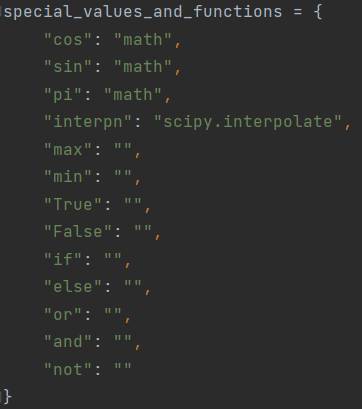 special_values_and_functions = {
"cos": "math",
"sin": "math",
"pi": "math",
"interpn": "scipy.interpolate",
"max": "",
"min": "",
"True": "",
"False": "",
"if": "",
"else": "",
"or": "",
"and": "",
"not": ""
}